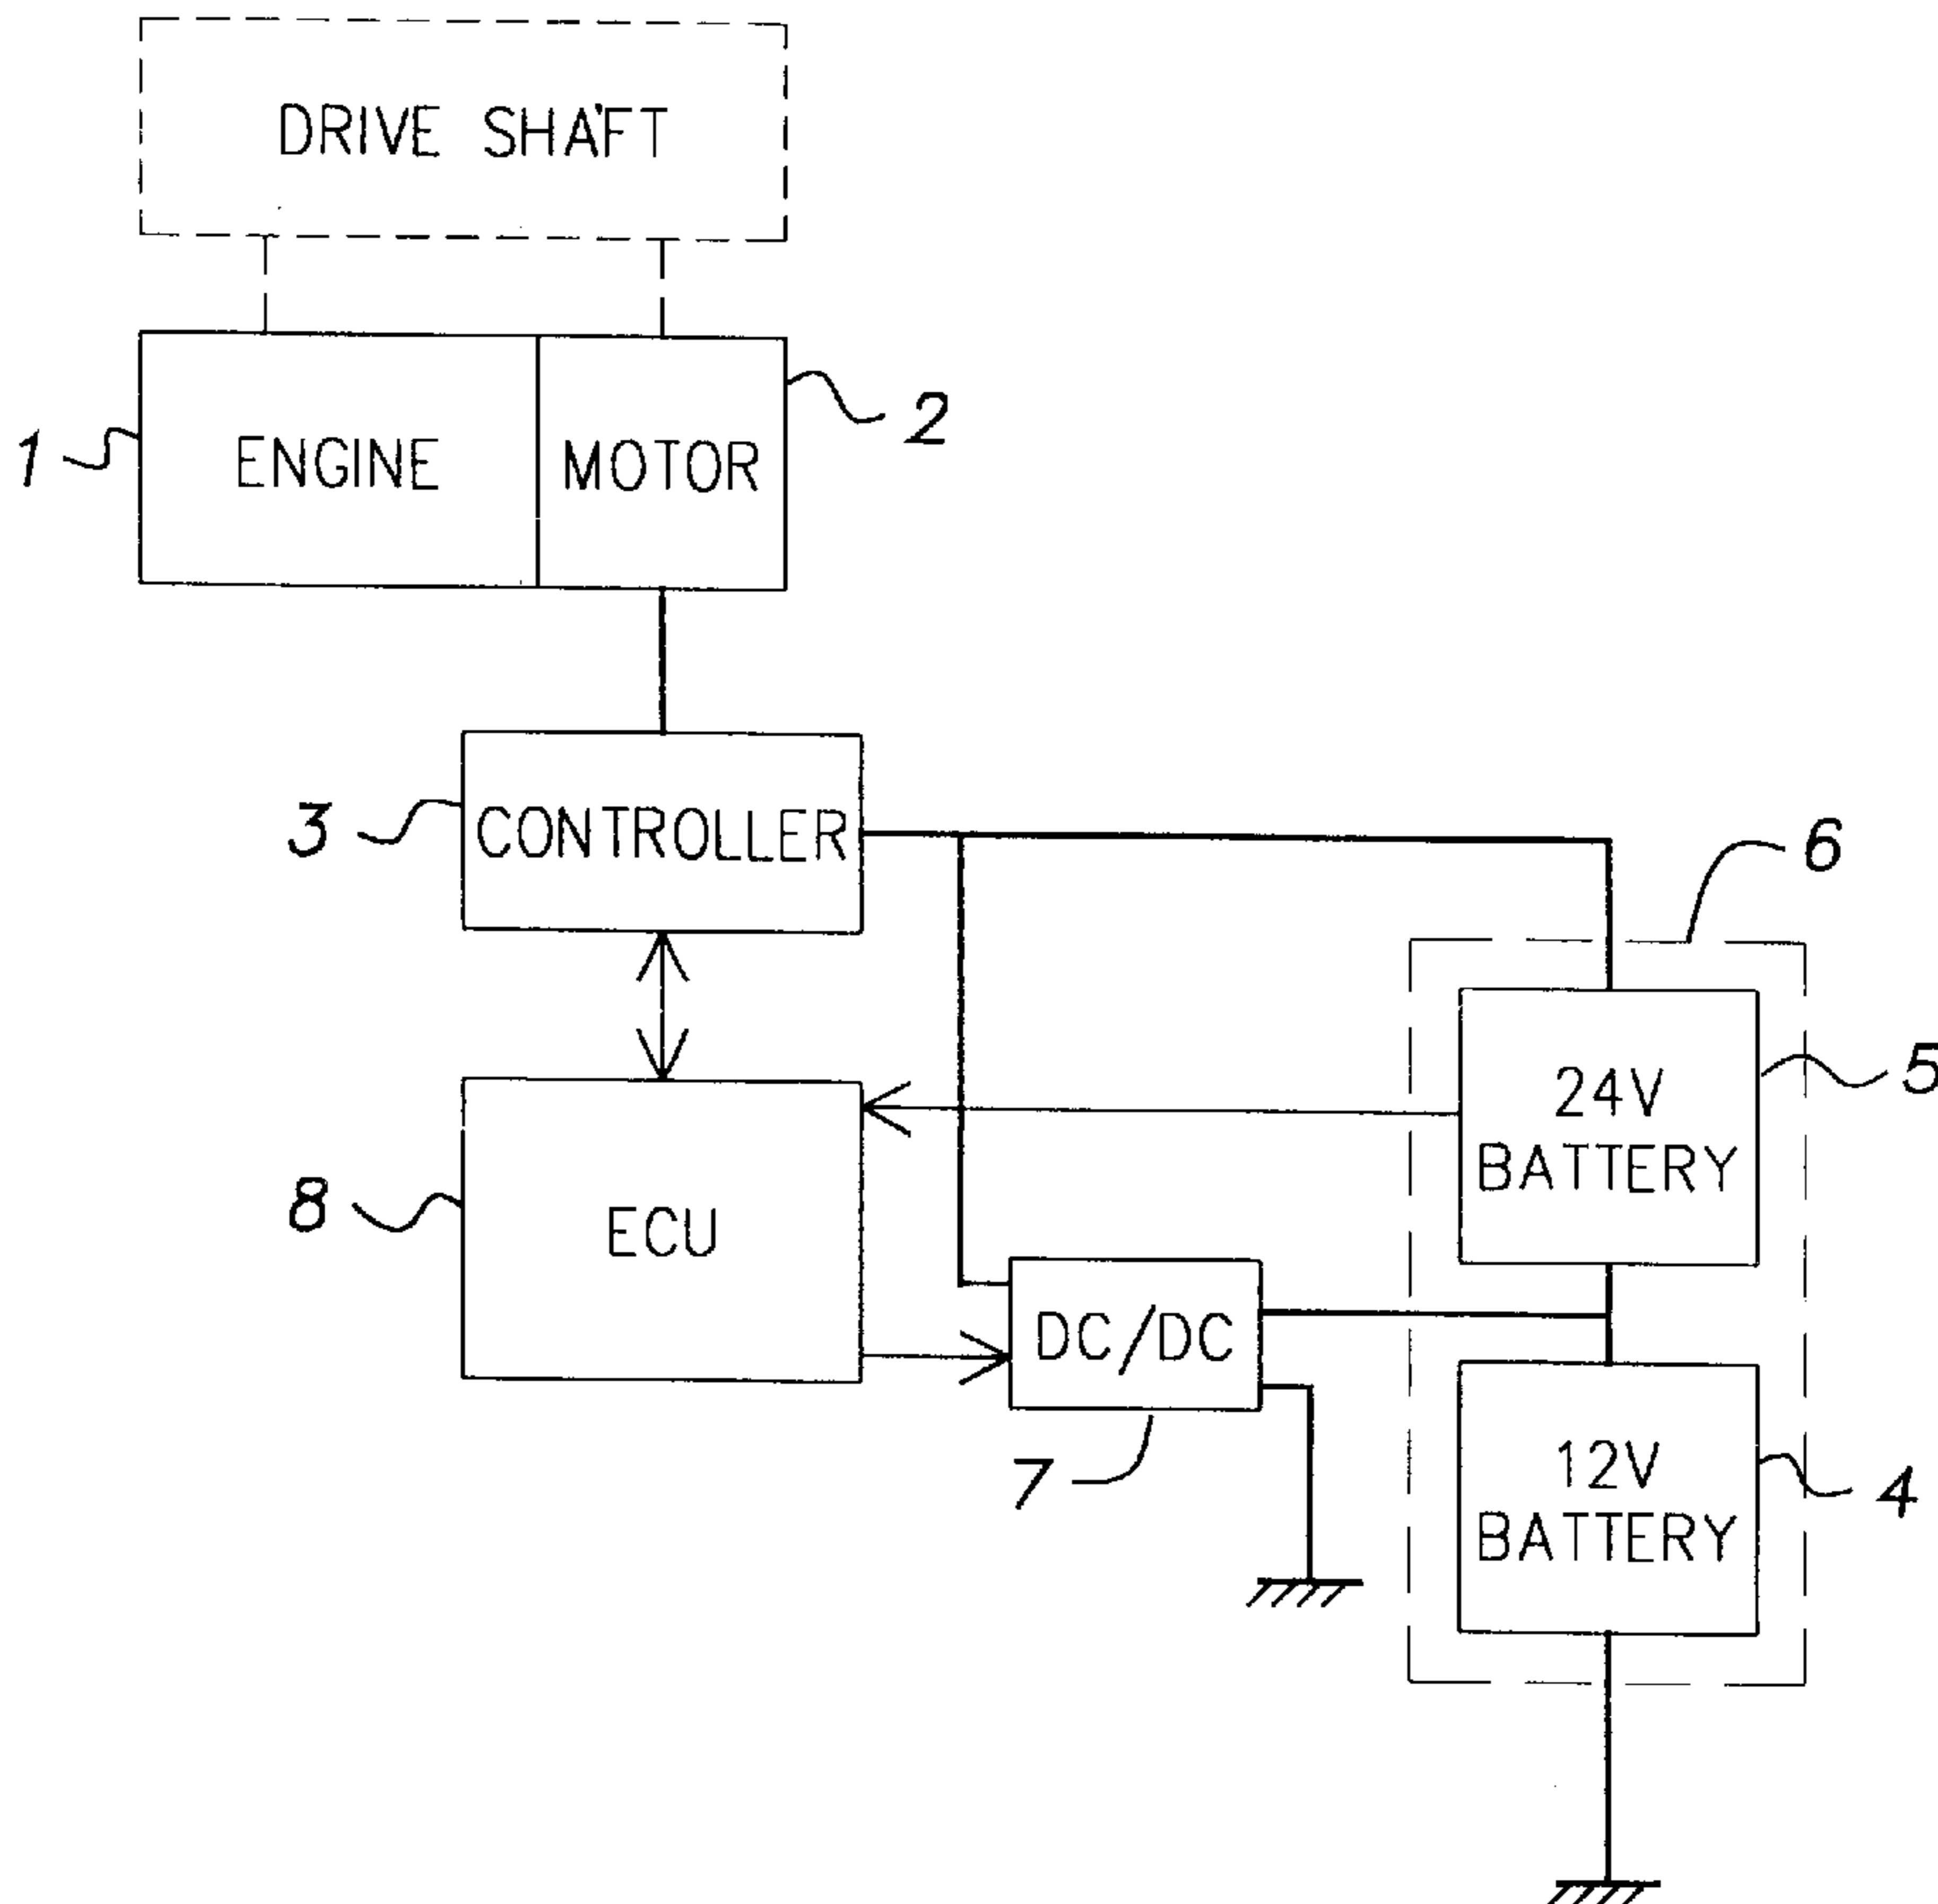 DRIVE SHAFT
1
ENGINE
MOTOR
2
3
CONTROLLER
6
24V
BATTERY
5
8
ECU
DC/DC
7
12V
BATTERY
4